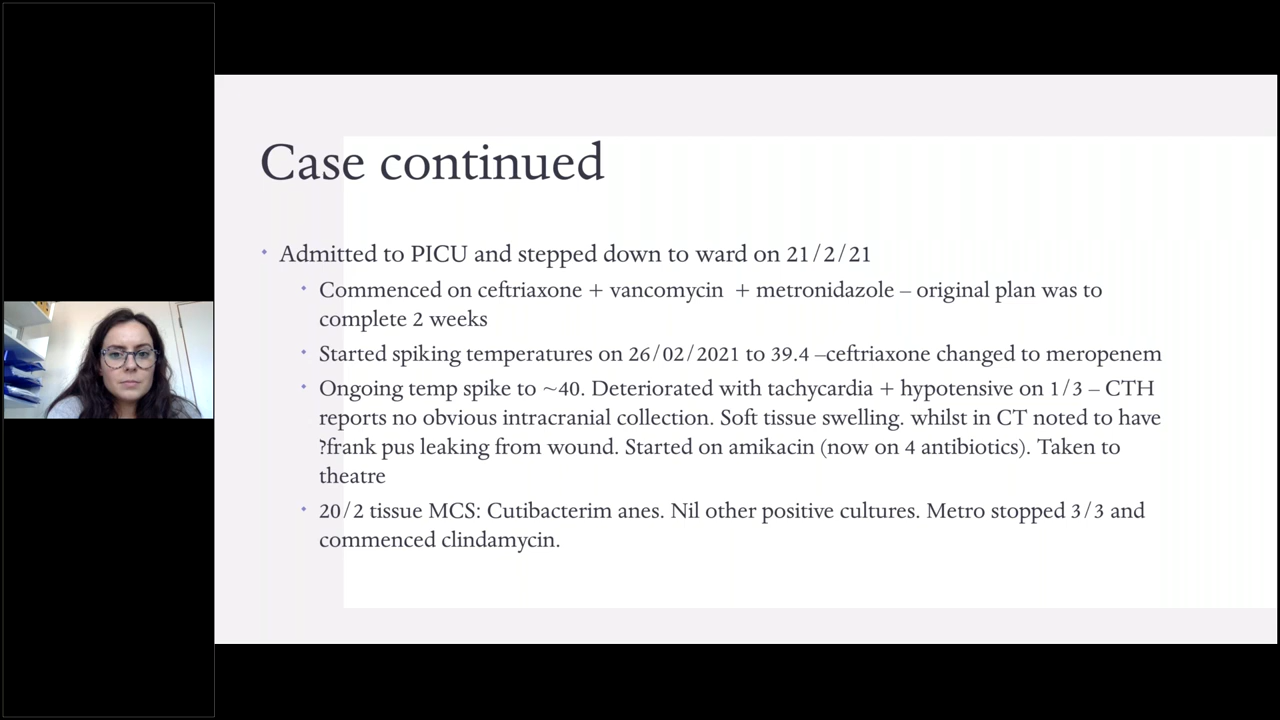 Case continued
Admitted to PICU and stepped down to ward on 21/2/21
Commenced on ceftriaxone + vancomycin + metronidazole – original plan was to
complete 2 weeks
Started spiking temperatures on 26/02/2021 to 39.4 –ceftriaxone changed to meropenem
Ongoing temp spike to ~40. Deteriorated with tachycardia + hypotensive on 1/3 – CTH
reports no obvious intracranial collection. Soft tissue swelling. whilst in CT noted to have
?frank pus leaking from wound. Started on amikacin (now on 4 antibiotics). Taken to
theatre
20/2 tissue MCS: Cutibacterim anes. Nil other positive cultures. Metro stopped 3/3 and
commenced clindamycin.